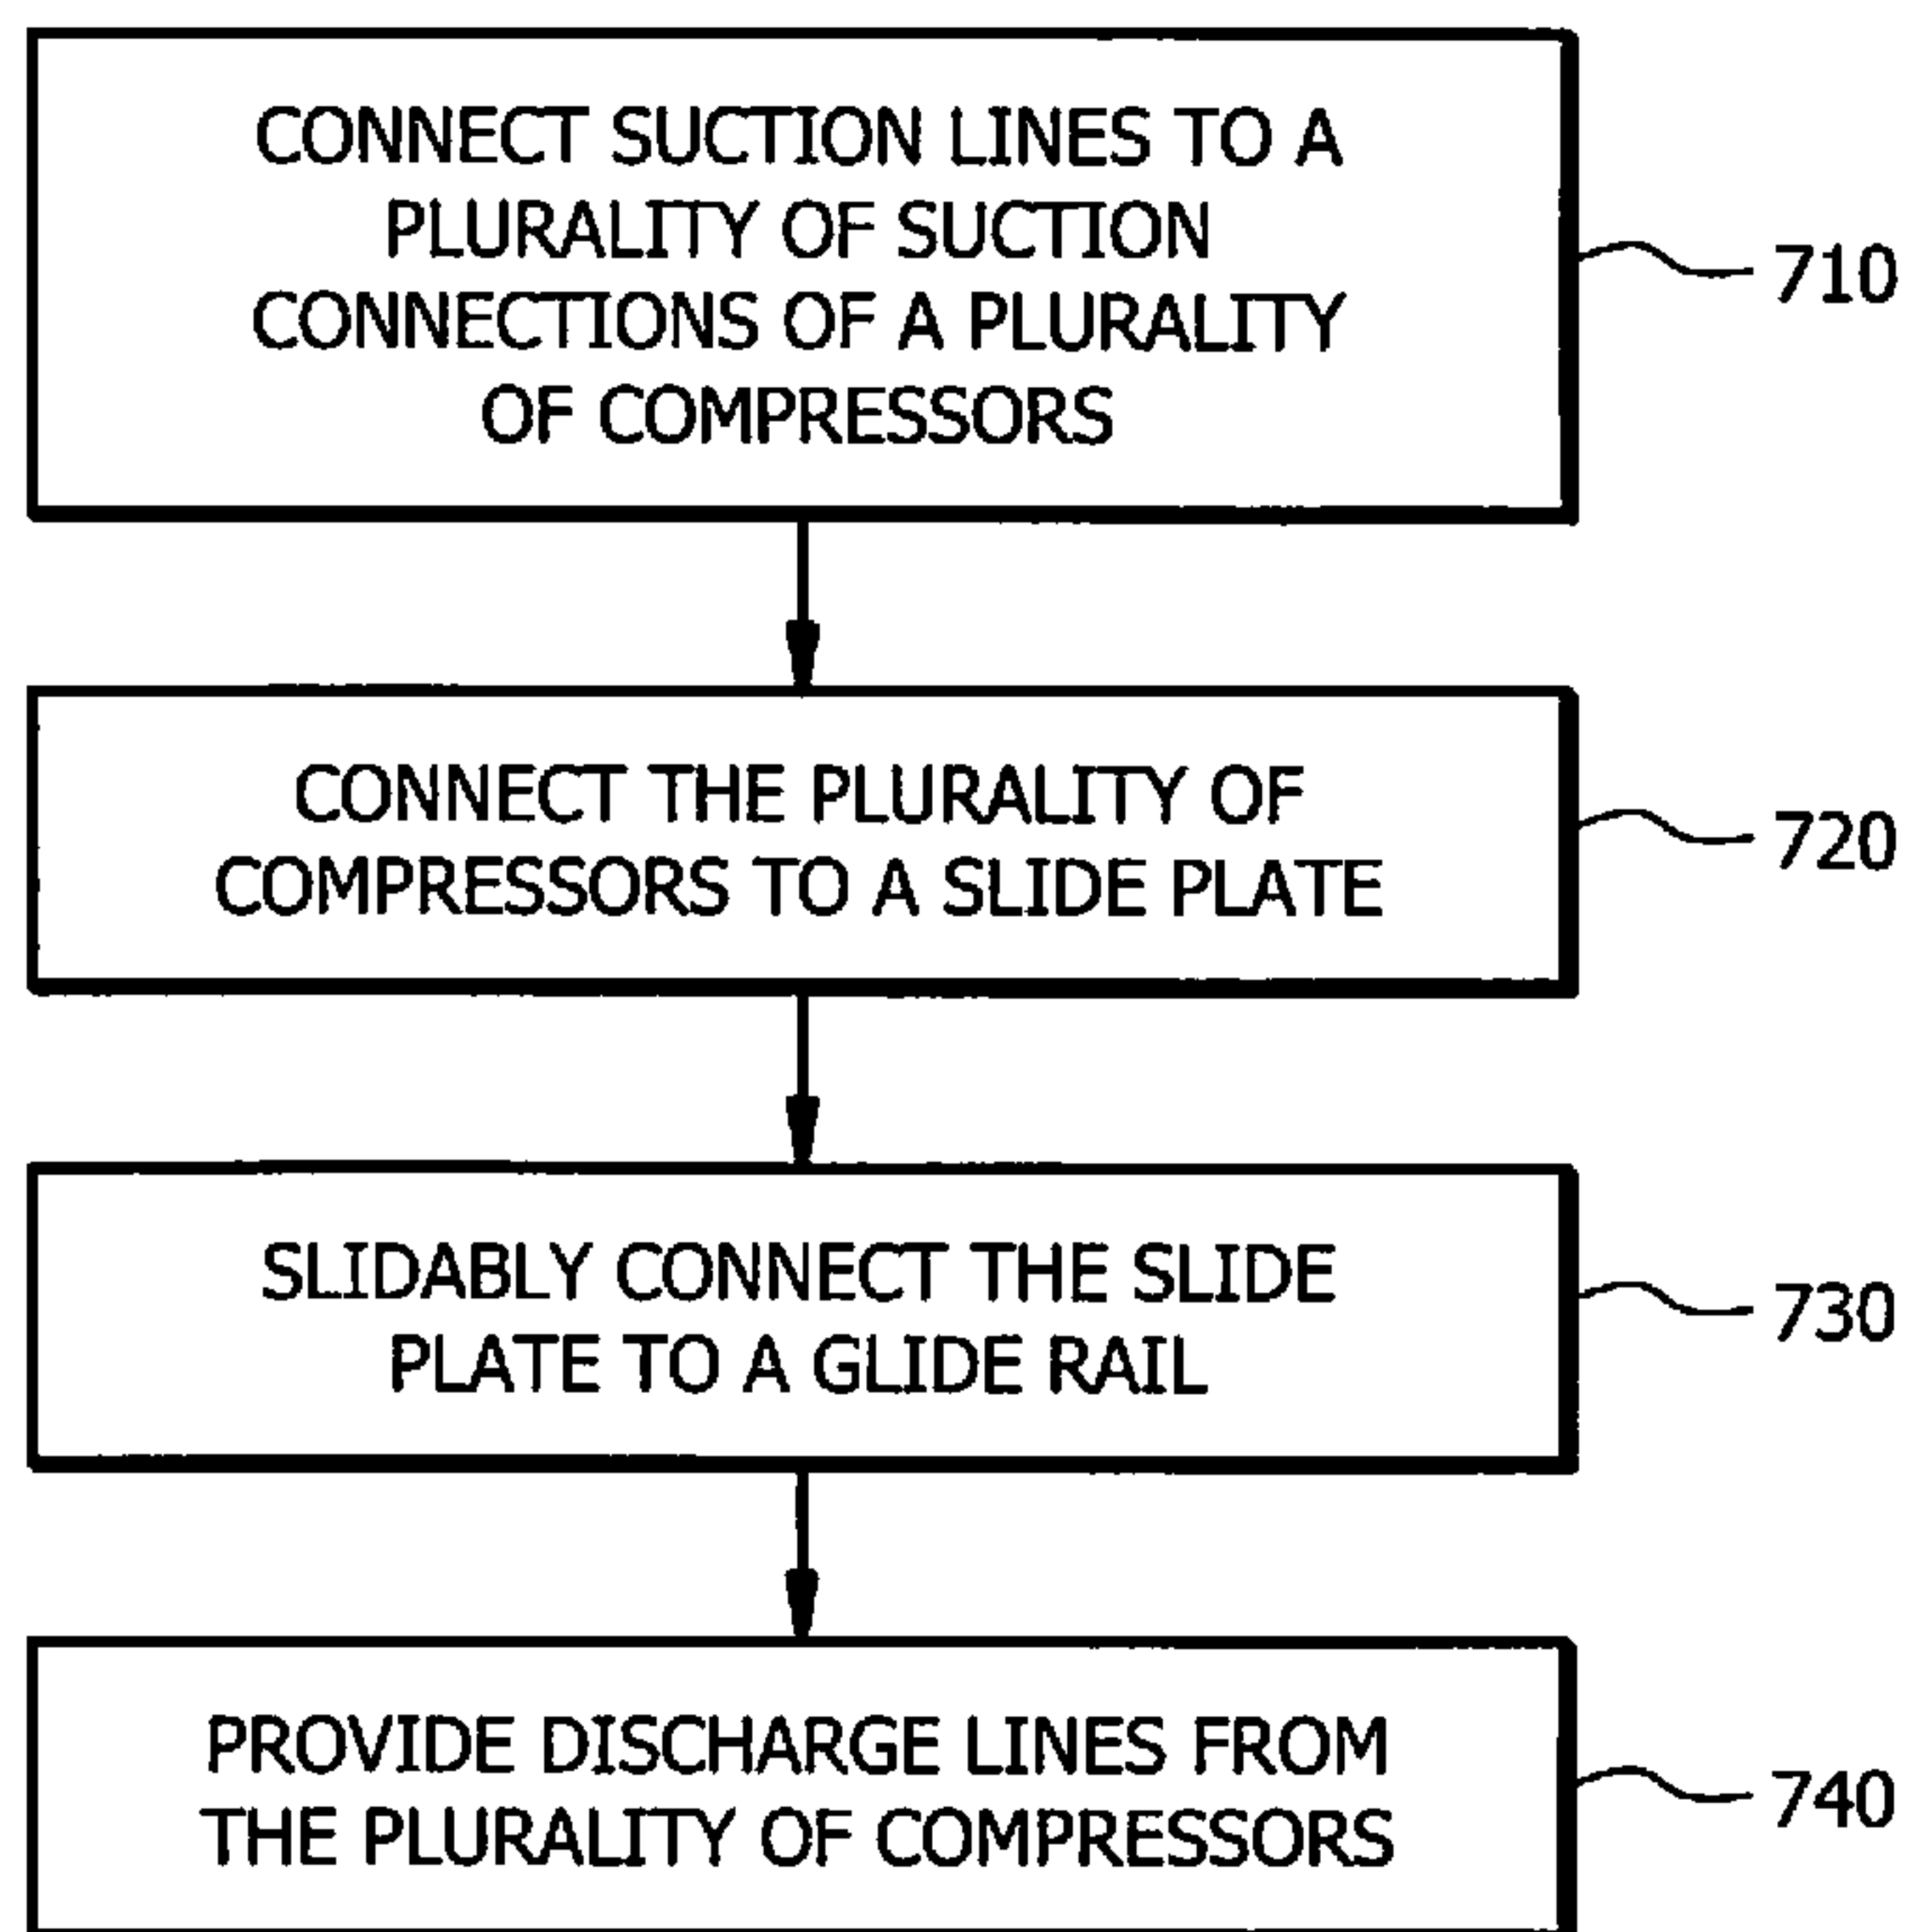 CONNECT SUCTION LINES TO A
PLURALITY OF SUCTION
CONNECTIONS OF A PLURALITY
OF COMPRESSORS
710
CONNECT THE PLURALITY OF
COMPRESSORS TO A SLIDE PLATE
720
SLIDABLY CONNECT THE SLIDE
PLATE TO A GLIDE RAIL
730
PROVIDE DISCHARGE LINES FROM
THE PLURALITY OF COMPRESSORS
740